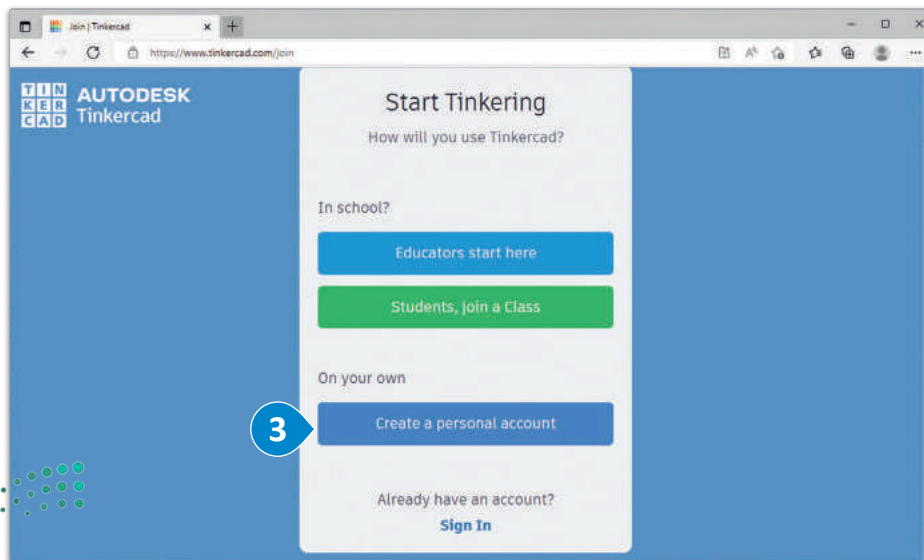 Join | Tinkercad
https://www.tinkercad.com/join
TIN
KER
CAD
AUTODESK
Tinkercad
Start Tinkering
How will you use Tinkercad?
In school?
Educators start here
Students, join a Class
On your own
3
Create a personal account
Already have an account?
Sign In